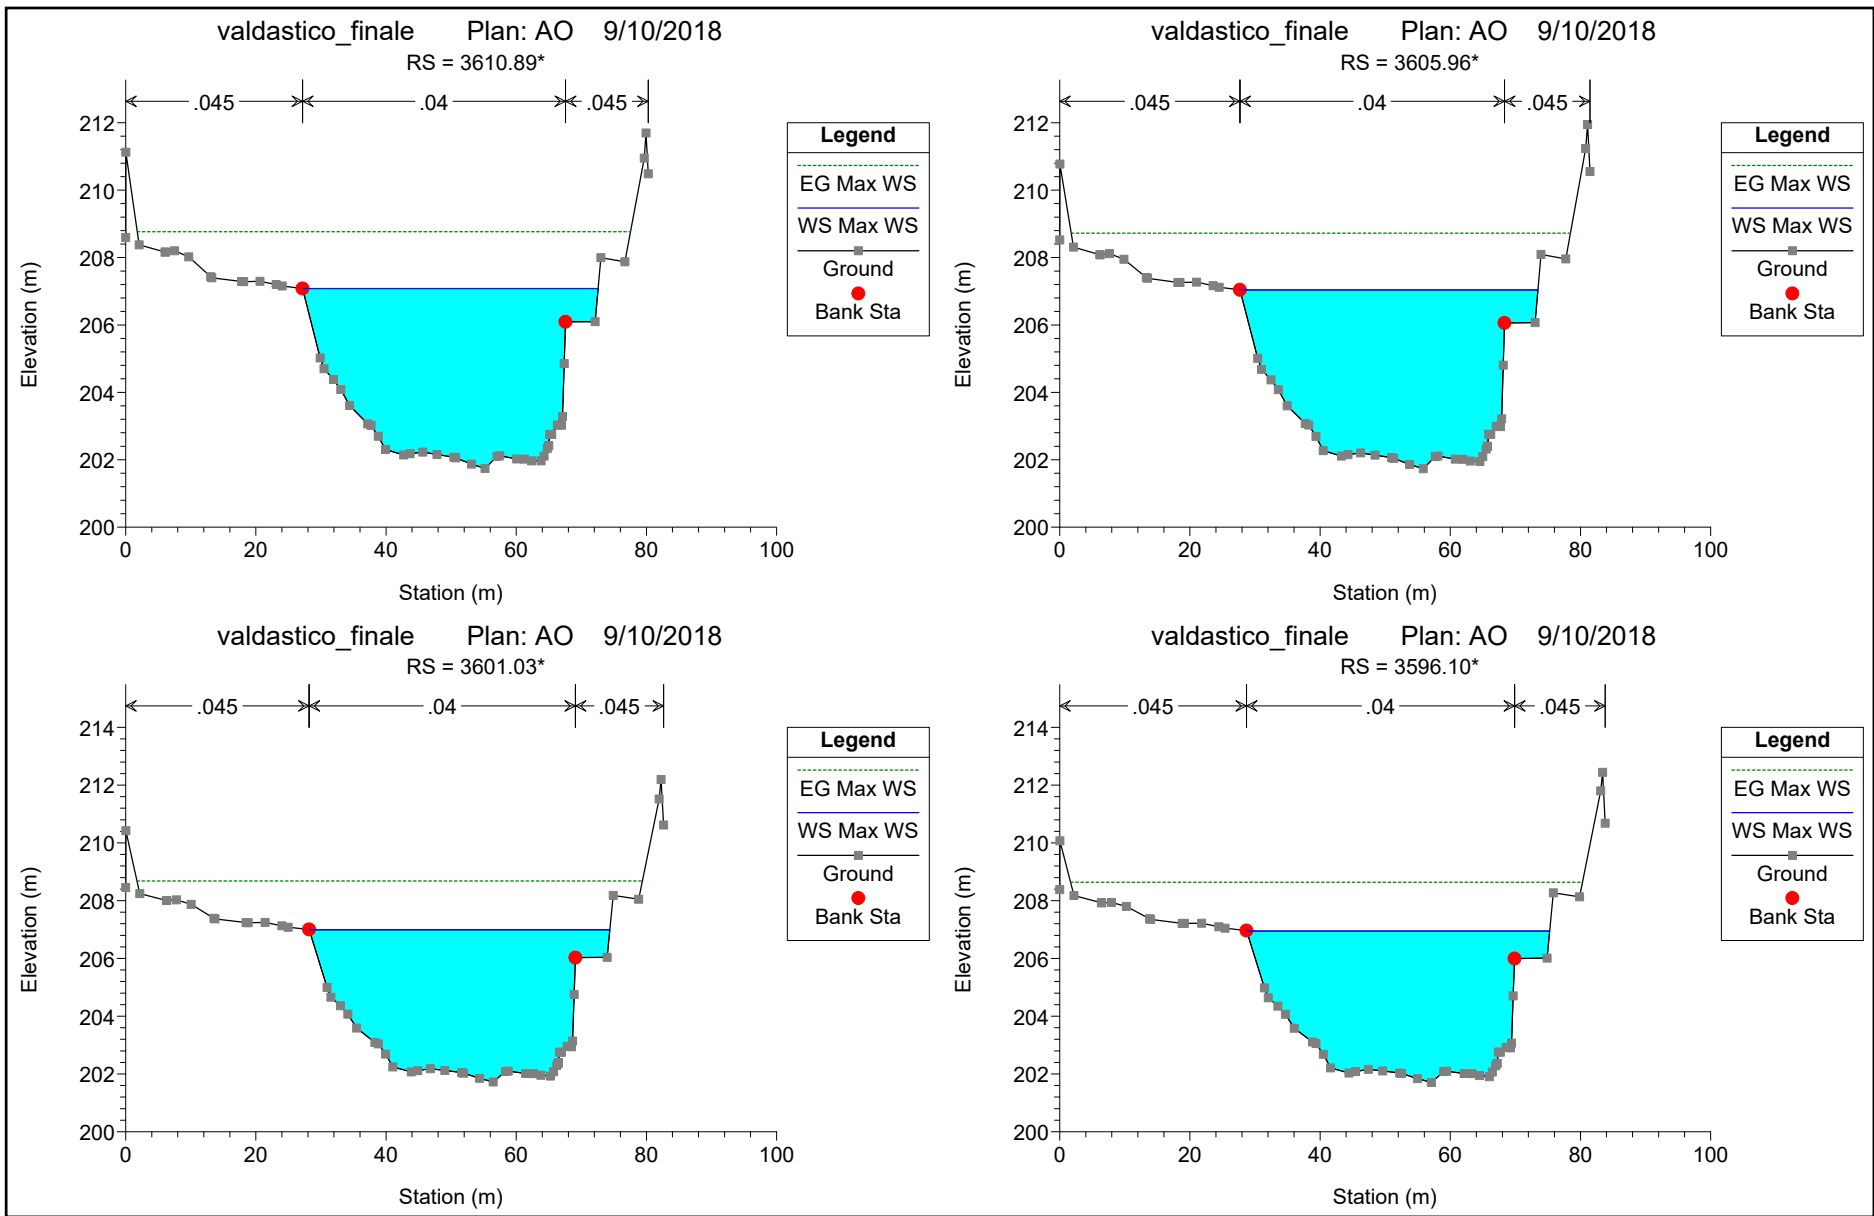 valdastico_finale Plan: AO 9/10/2018
RS = 3610.89*
.045 .04 .045
212
210
208
206
204
202
200
0 20 40 60 80 100
Elevation (m)
Station (m)
Legend
EG Max WS
WS Max WS
Ground
Bank Sta
valdastico_finale Plan: AO 9/10/2018
RS = 3605.96*
.045 .04 .045
212
210
208
206
204
202
200
0 20 40 60 80 100
Elevation (m)
Station (m)
Legend
EG Max WS
WS Max WS
Ground
Bank Sta
valdastico_finale Plan: AO 9/10/2018
RS = 3601.03*
.045 .04 .045
214
212
210
208
206
204
202
200
0 20 40 60 80 100
Elevation (m)
Station (m)
Legend
EG Max WS
WS Max WS
Ground
Bank Sta
valdastico_finale Plan: AO 9/10/2018
RS = 3596.10*
.045 .04 .045
214
212
210
208
206
204
202
200
0 20 40 60 80 100
Elevation (m)
Station (m)
Legend
EG Max WS
WS Max WS
Ground
Bank Sta